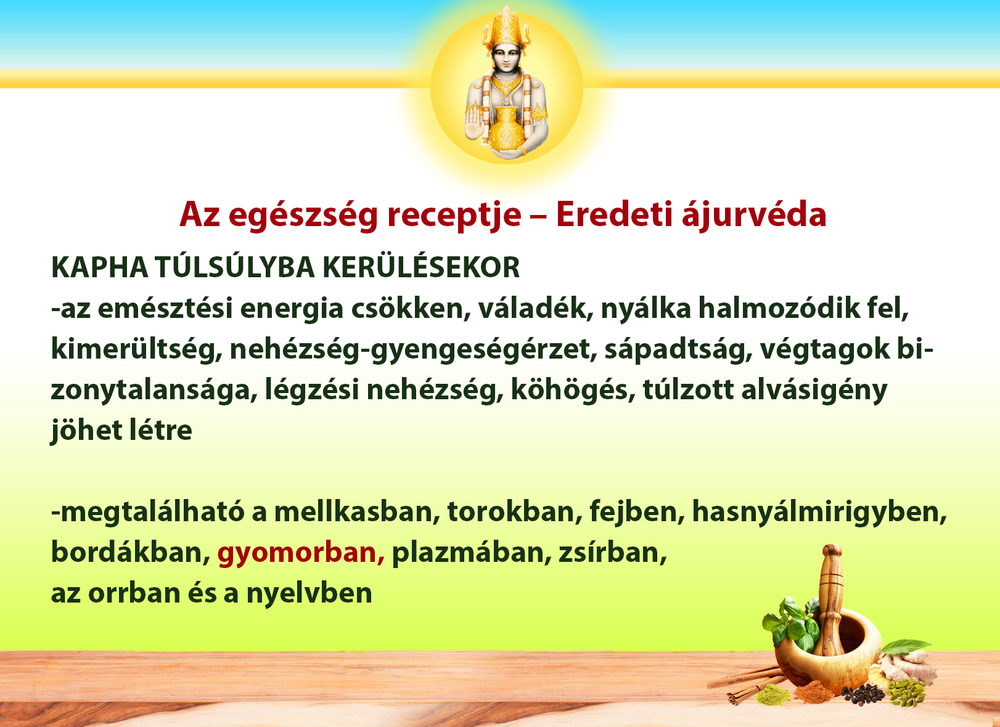 Az egészség receptje – Eredeti ájurvéda
KAPHA TÚLSÚLYBA KERÜLÉSEKOR
-az emésztési energia csökken, váladék, nyálka halmozódik fel,
kimerültség, nehézség-gyengeségérzet, sápadtság, végtagok bi-
zonytalansága, légzési nehézség, köhögés, túlzott alvásigény
jöhet létre
-megtalálható a mellkasban, torokban, fejben, hasnyálmirigyben,
bordákban, gyomorban, plazmában, zsírban,
az orrban és a nyelvben